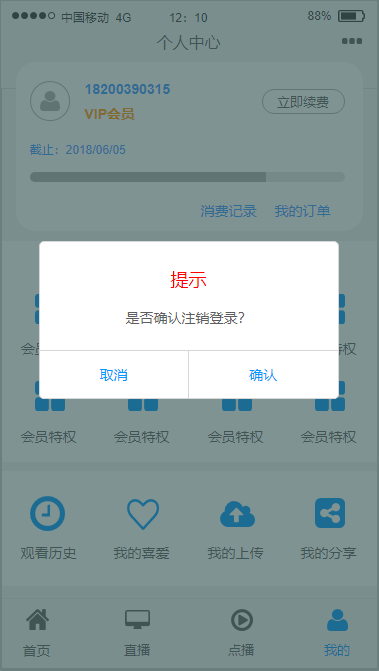 中国移动 4G 12：10 88%
个人中心
18200390315
VIP会员
立即续费
截止：2018/06/05
消费记录 我的订单
提示
是否确认注销登录？
取消 确认
会员特权 会员特权 会员特权 会员特权
观看历史 我的喜爱 我的上传 我的分享
首页 直播 点播 我的